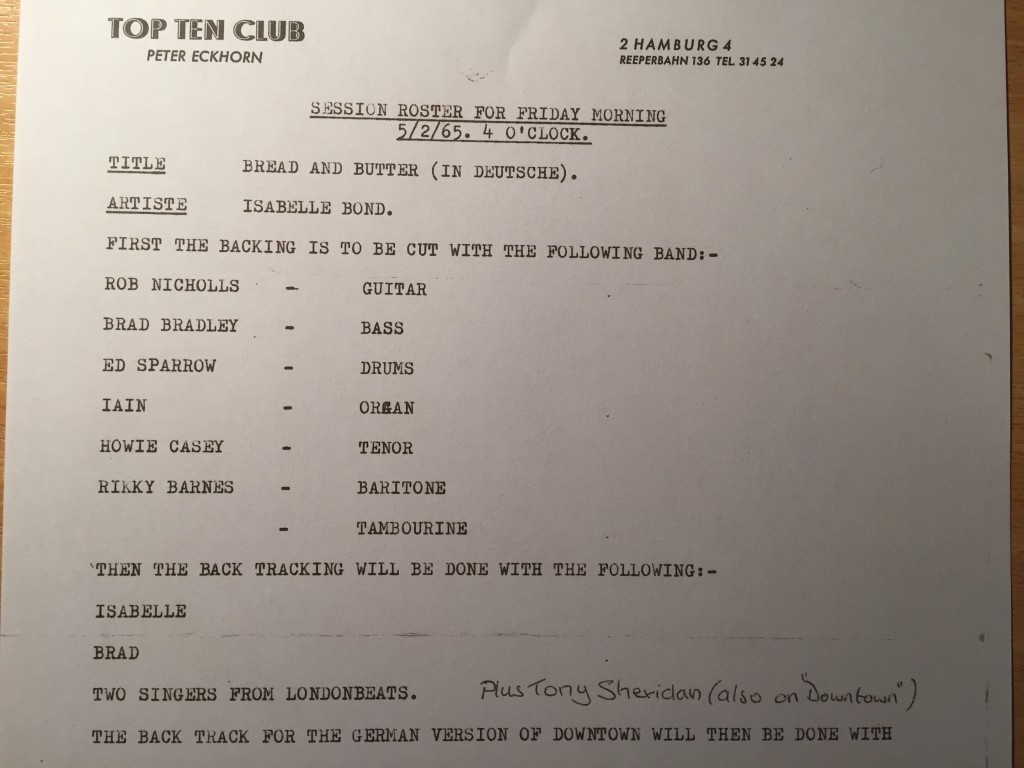 TOP TEN CLUB
PETER ECKHORN
2 HAMBURG 4
REEPERBAHN 136 TEL 31 45 24
SESSION ROSTER FOR FRIDAY MORNING
5/2/65. 4 O'CLOCK.
TITLE BREAD AND BUTTER (IN DEUTSCHE).
ARTISTE ISABELLE BOND.
FIRST THE BACKING IS TO BE CUT WITH THE FOLLOWING BAND:-
ROB NICHOLLS - GUITAR
BRAD BRADLEY - BASS
ED SPARROW - DRUMS
IAIN - ORGAN
HOWIE CASEY - TENOR
RIKKY BARNES - BARITONE
- TAMBOURINE
THEN THE BACK TRACKING WILL BE DONE WITH THE FOLLOWING:-
ISABELLE
BRAD
TWO SINGERS FROM LONDONBEATS. Plus Tony Sheridan (also on "Downtown")
THE BACK TRACK FOR THE GERMAN VERSION OF DOWNTOWN WILL THEN BE DONE WITH